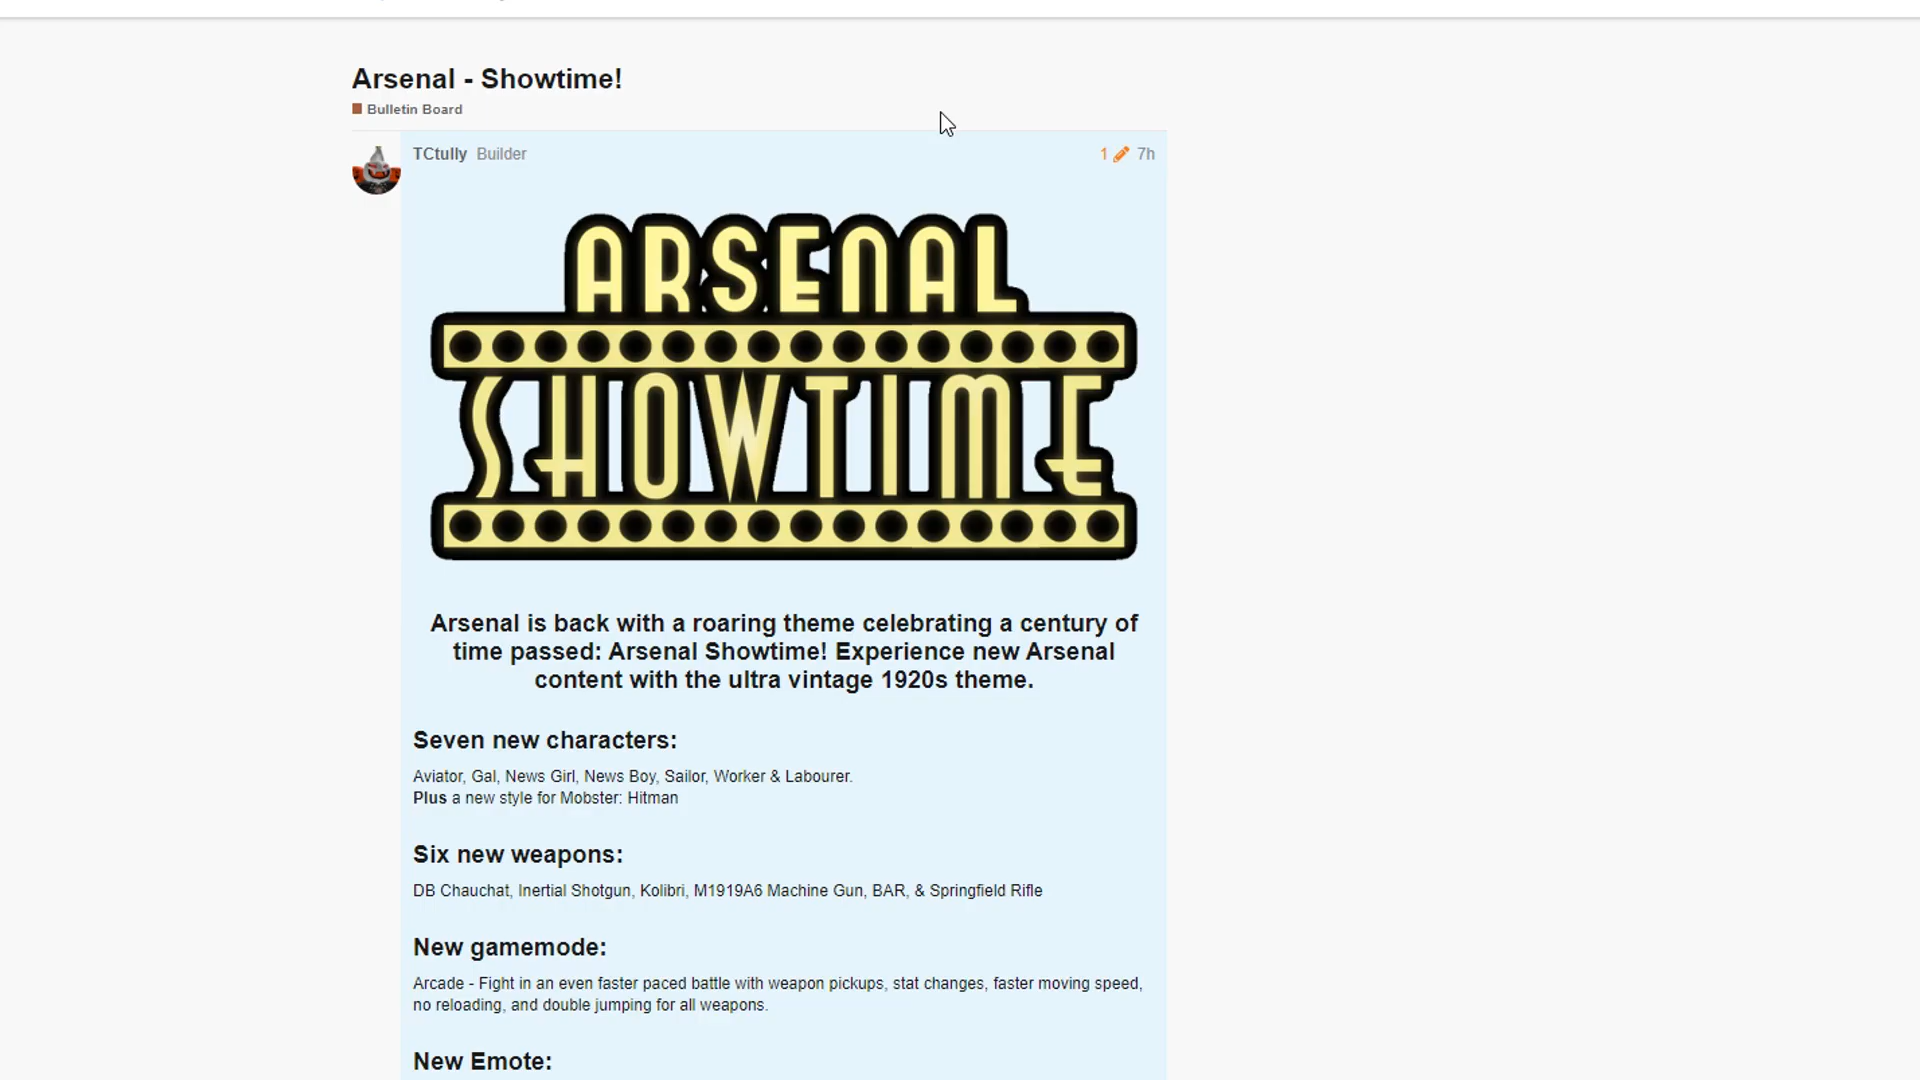 Arsenal - Showtime!
Bulletin Board
TCtully Builder 1 7h
ARSENAL
SHOWTIME
Arsenal is back with a roaring theme celebrating a century of
time passed: Arsenal Showtime! Experience new Arsenal
content with the ultra vintage 1920s theme.
Seven new characters:
Aviator, Gal, News Girl, News Boy, Sailor, Worker & Labourer.
Plus a new style for Mobster: Hitman
Six new weapons:
DB Chauchat, Inertial Shotgun, Kolibri, M1919A6 Machine Gun, BAR, & Springfield Rifle
New gamemode:
Arcade - Fight in an even faster paced battle with weapon pickups, stat changes, faster moving speed,
no reloading, and double jumping for all weapons.
New Emote: